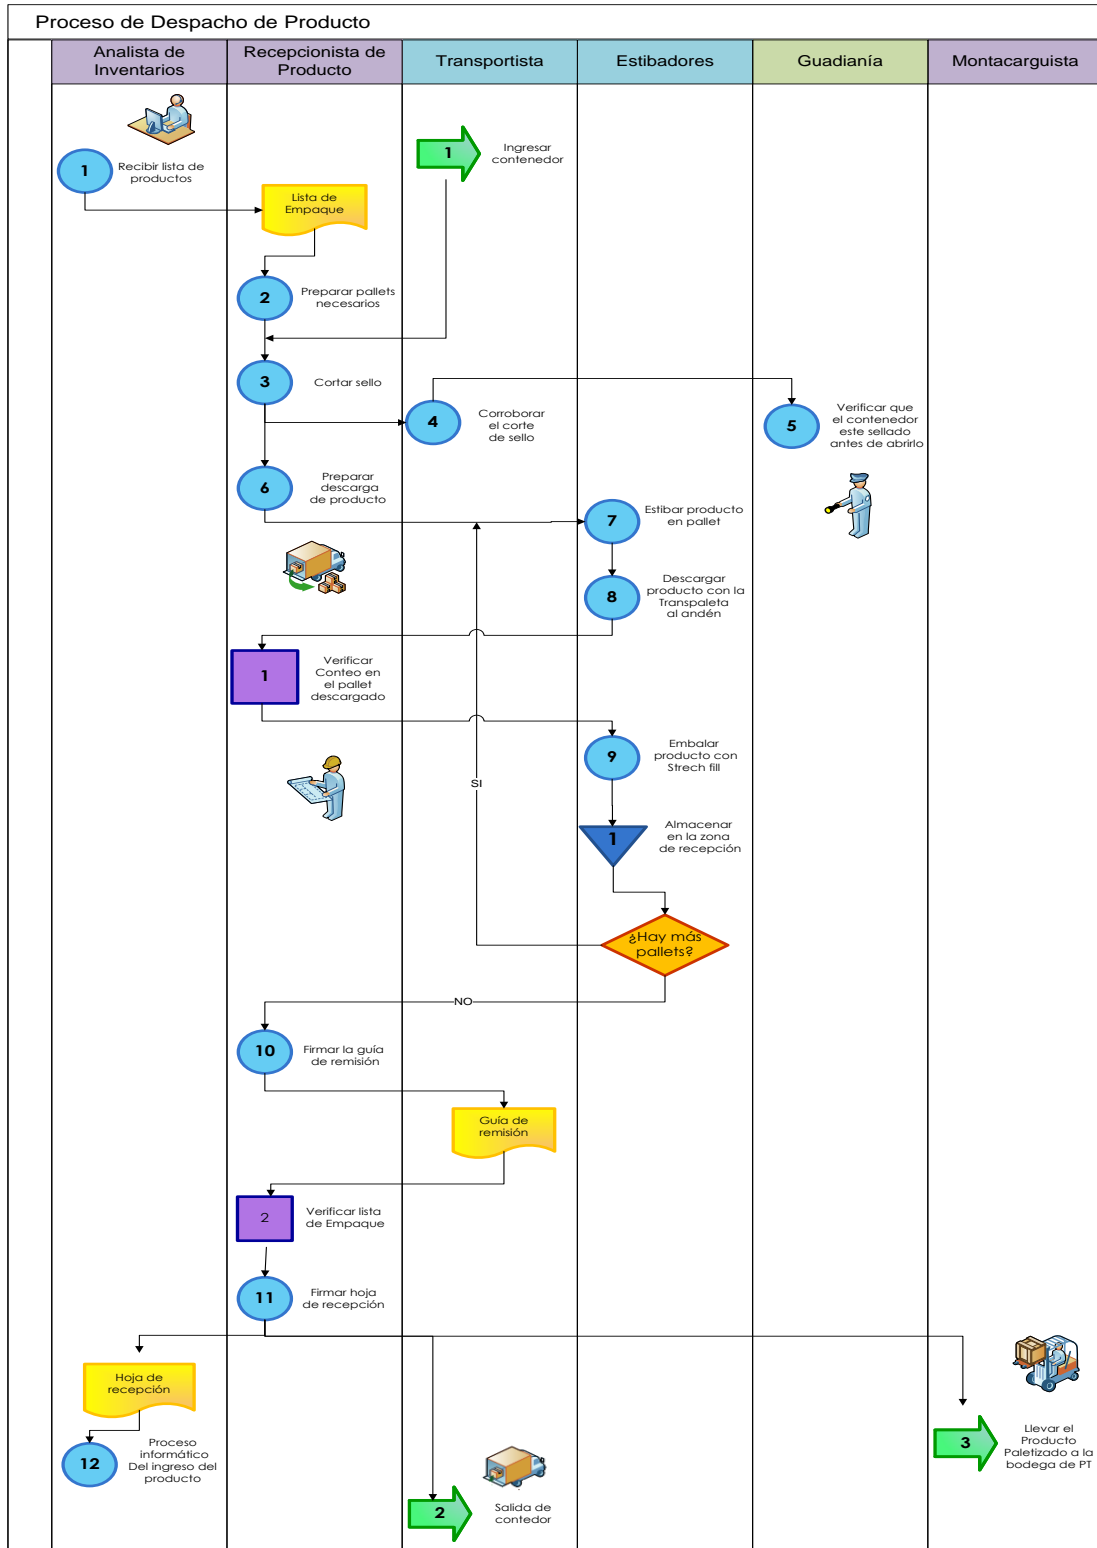 Proceso de Despacho de Producto
Analista de
Inventarios
Recepcionista de
Producto
Transportista
Estibadores
Guadianía
Montacarguista
1
Recibir lista de
productos
1
Ingresar
contenedor
Lista de
Empaque
2
Preparar pallets
necesarios
3
Cortar sello
4
Corroborar
el corte
de sello
5
Verificar que
el contenedor
este sellado
antes de abrirlo
6
Preparar
descarga
de producto
7
Estibar producto
en pallet
8
Descargar
producto con la
Transpaleta
al andén
1
Verificar
Conteo en
el pallet
descargado
9
Embalar
producto con
Strech fill
SI
1
Almacenar
en la zona
de recepción
¿Hay más
pallets?
NO
10
Firmar la guía
de remisión
Guía de
remisión
2
Verificar lista
de Empaque
11
Firmar hoja
de recepción
Hoja de
recepción
12
Proceso
informático
Del ingreso del
producto
2
Salida de
contedor
3
Llevar el
Producto
Paletizado a la
bodega de PT